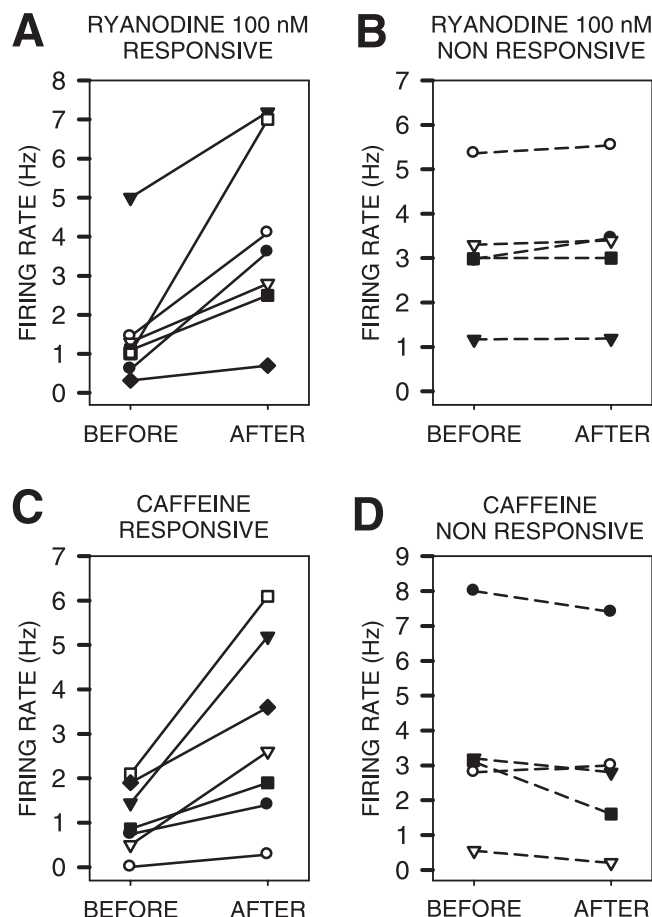 A
RYANODINE 100 nM
RESPONSIVE
FIRING RATE (Hz)
8
7
6
5
4
3
2
1
0
BEFORE AFTER
B
RYANODINE 100 nM
NON RESPONSIVE
FIRING RATE (Hz)
7
6
5
4
3
2
1
0
BEFORE AFTER
C
CAFFEINE
RESPONSIVE
FIRING RATE (Hz)
7
6
5
4
3
2
1
0
BEFORE AFTER
D
CAFFEINE
NON RESPONSIVE
FIRING RATE (Hz)
9
8
7
6
5
4
3
2
1
0
BEFORE AFTER